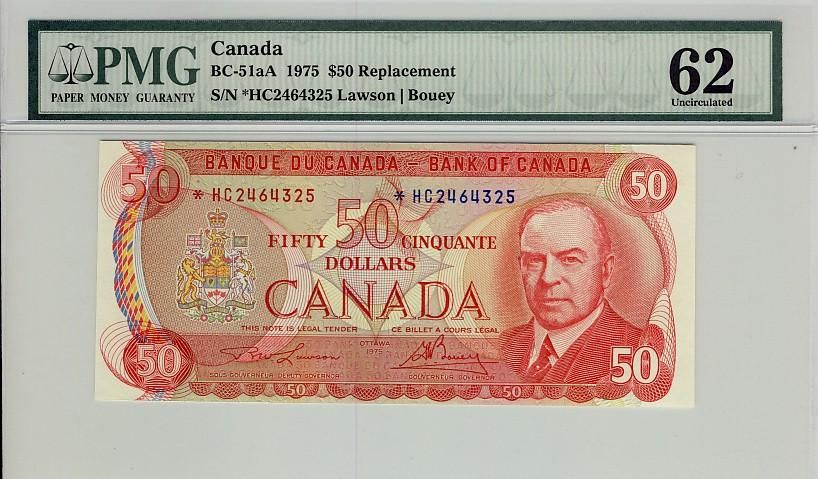 PMG
PAPER MONEY GUARANTY
Canada
BC-51aA 1975 $50 Replacement
S/N *HC2464325 Lawson | Bouey
62
Uncirculated
BANQUE DU CANADA – BANK OF CANADA
50 50
*HC2464325 *HC2464325
50
FIFTY CINQUANTE
DOLLARS
CANADA
THIS NOTE IS LEGAL TENDER CE BILLET A COURS LÉGAL
OTTAWA
1975
50 50
SOUS-GOUVERNEUR DEPUTY-GOVERNOR GOUVERNEUR-GOVERNOR
50 50